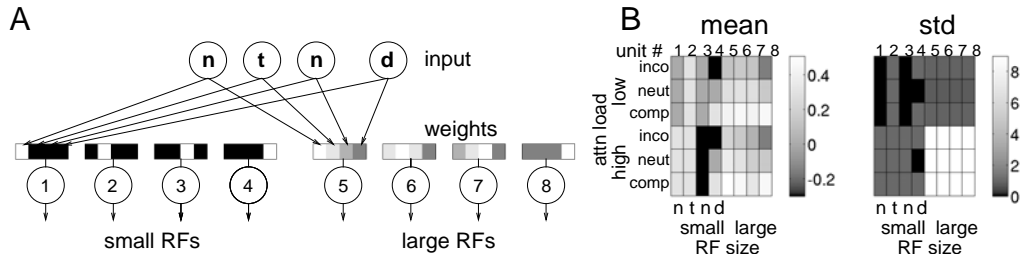 A
n t n d input
weights
1 2 3 4 5 6 7 8
small RFs large RFs
B
mean std
unit # 1 2 3 4 5 6 7 8 1 2 3 4 5 6 7 8
attn load
low
high
inco
neut
comp
inco
neut
comp
0.4
0.2
0
-0.2
8
6
4
2
0
n t n d n t n d
small large small large
RF size RF size